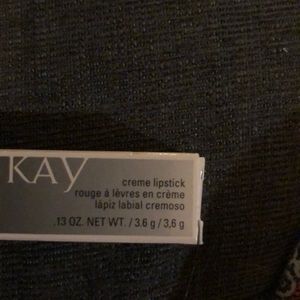 KAY
creme lipstick
rouge à lèvres en crème
lápiz labial cremoso
.13 OZ. NET WT. / 3.6 g / 3,6 g